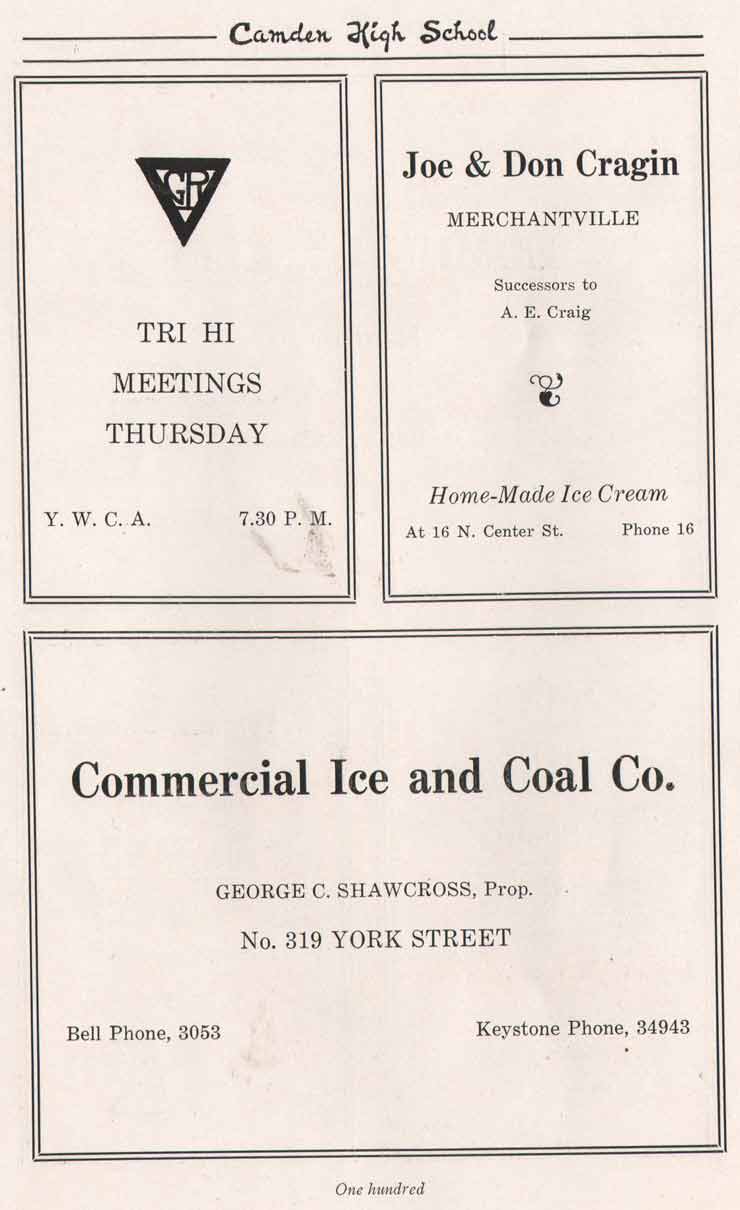 Camden High School
GR
TRI HI
MEETINGS
THURSDAY
Y. W. C. A. 7.30 P. M.
Joe & Don Cragin
MERCHANTVILLE
Successors to
A. E. Craig
Home-Made Ice Cream
At 16 N. Center St. Phone 16
Commercial Ice and Coal Co.
GEORGE C. SHAWCROSS, Prop.
No. 319 YORK STREET
Bell Phone, 3053 Keystone Phone, 34943
One hundred